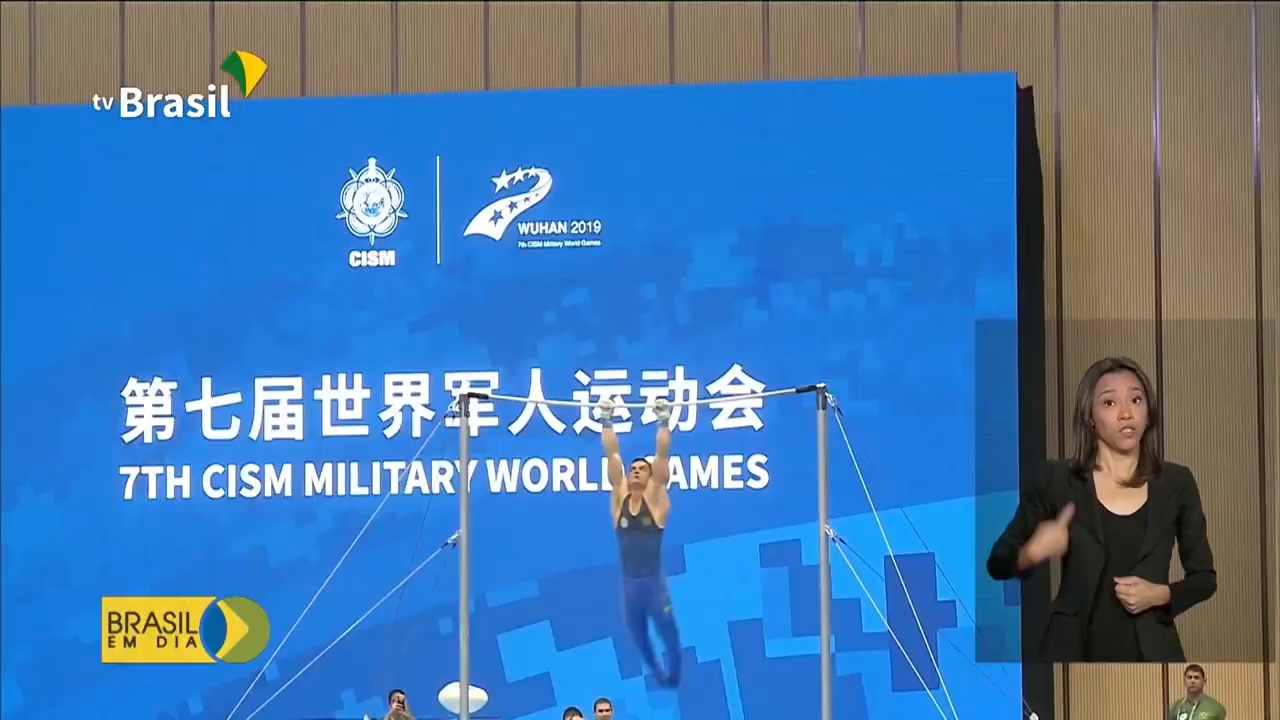 tv Brasil
CISM
WUHAN 2019
7th CISM Military World Games
第七届世界军人运动会
7TH CISM MILITARY WORLD GAMES
BRASIL
EM DIA